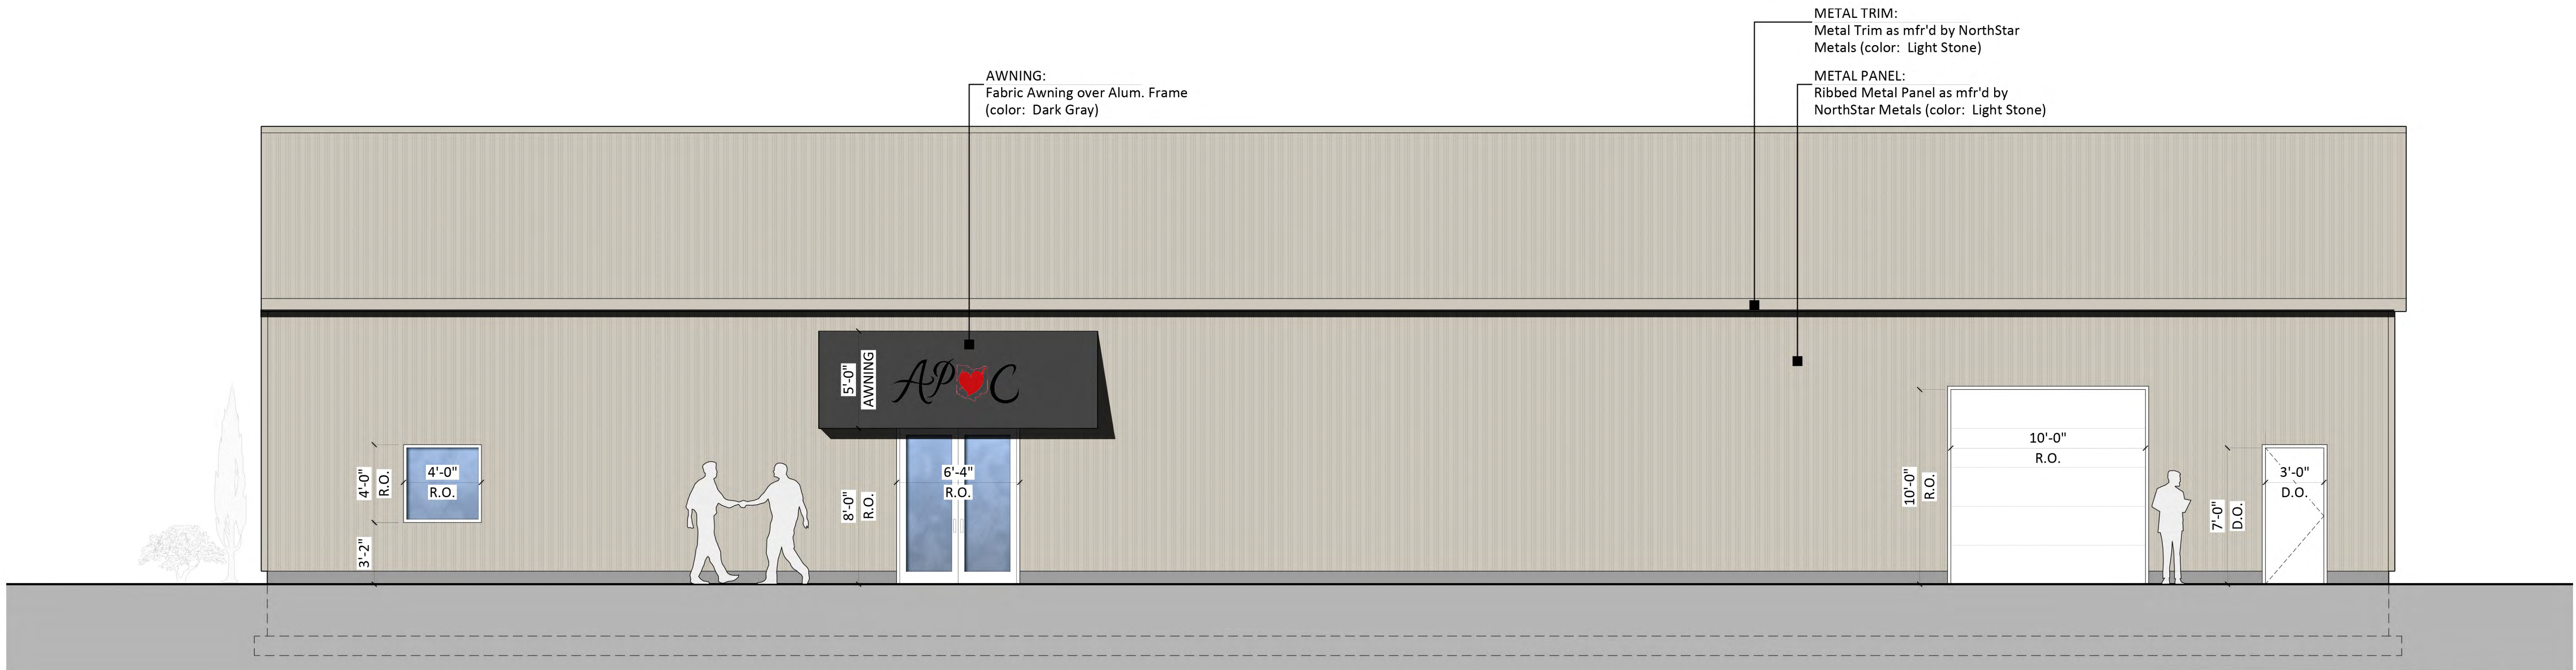 METAL TRIM:
Metal Trim as mfr'd by NorthStar
Metals (color:  Light Stone)
AWNING:
Fabric Awning over Alum. Frame
(color:  Dark Gray)
METAL PANEL:
Ribbed Metal Panel as mfr'd by
NorthStar Metals (color:  Light Stone)
5'-0"
AWNING
AP C
4'-0"
R.O.
3'-2"
4'-0"
R.O.
8'-0"
R.O.
6'-4"
R.O.
10'-0"
R.O.
10'-0"
R.O.
7'-0"
D.O.
3'-0"
D.O.